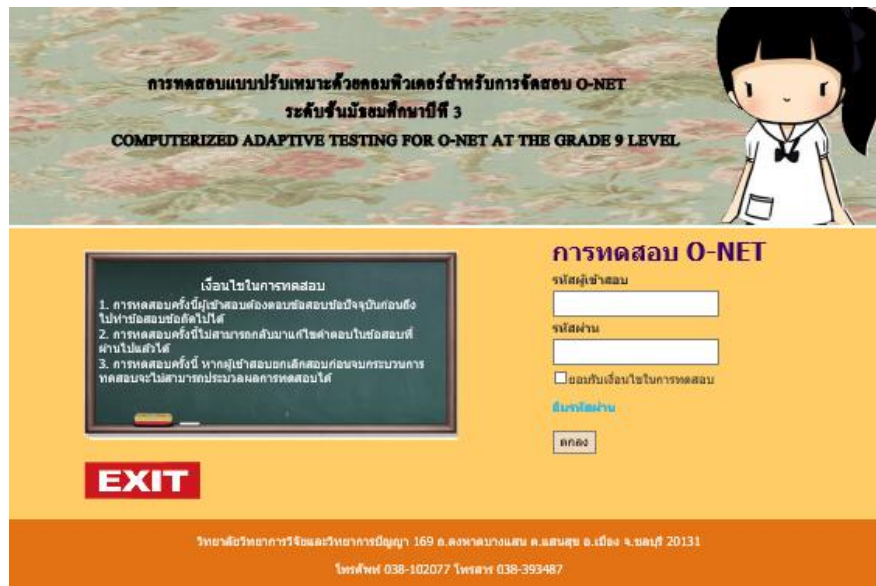 การทดสอบแบบปรับเหมาะด้วยคอมพิวเตอร์สำหรับการจัดสอบ O-NET
ระดับชั้นมัธยมศึกษาปีที่ 3
COMPUTERIZED ADAPTIVE TESTING FOR O-NET AT THE GRADE 9 LEVEL
เงื่อนไขในการทดสอบ
1. การทดสอบครั้งนี้ผู้เข้าสอบต้องตอบข้อสอบข้อปัจจุบันก่อนถึง
ไปทำข้อสอบข้อถัดไปได้
2. การทดสอบครั้งนี้ไม่สามารถกลับมาแก้ไขคำตอบในข้อสอบที่
ผ่านไปแล้วได้
3. การทดสอบครั้งนี้ หากผู้เข้าสอบยกเลิกสอบก่อนจบกระบวนการ
ทดสอบจะไม่สามารถประมวลผลการทดสอบได้
EXIT
การทดสอบ O-NET
รหัสผู้เข้าสอบ
รหัสผ่าน
ยอมรับเงื่อนไขในการทดสอบ
ลืมรหัสผ่าน
ตกลง
วิทยาลัยวิทยาการวิจัยและวิทยาการปัญญา 169 ถ.ลงหาดบางแสน ต.แสนสุข อ.เมือง จ.ชลบุรี 20131
โทรศัพท์ 038-102077 โทรสาร 038-393487